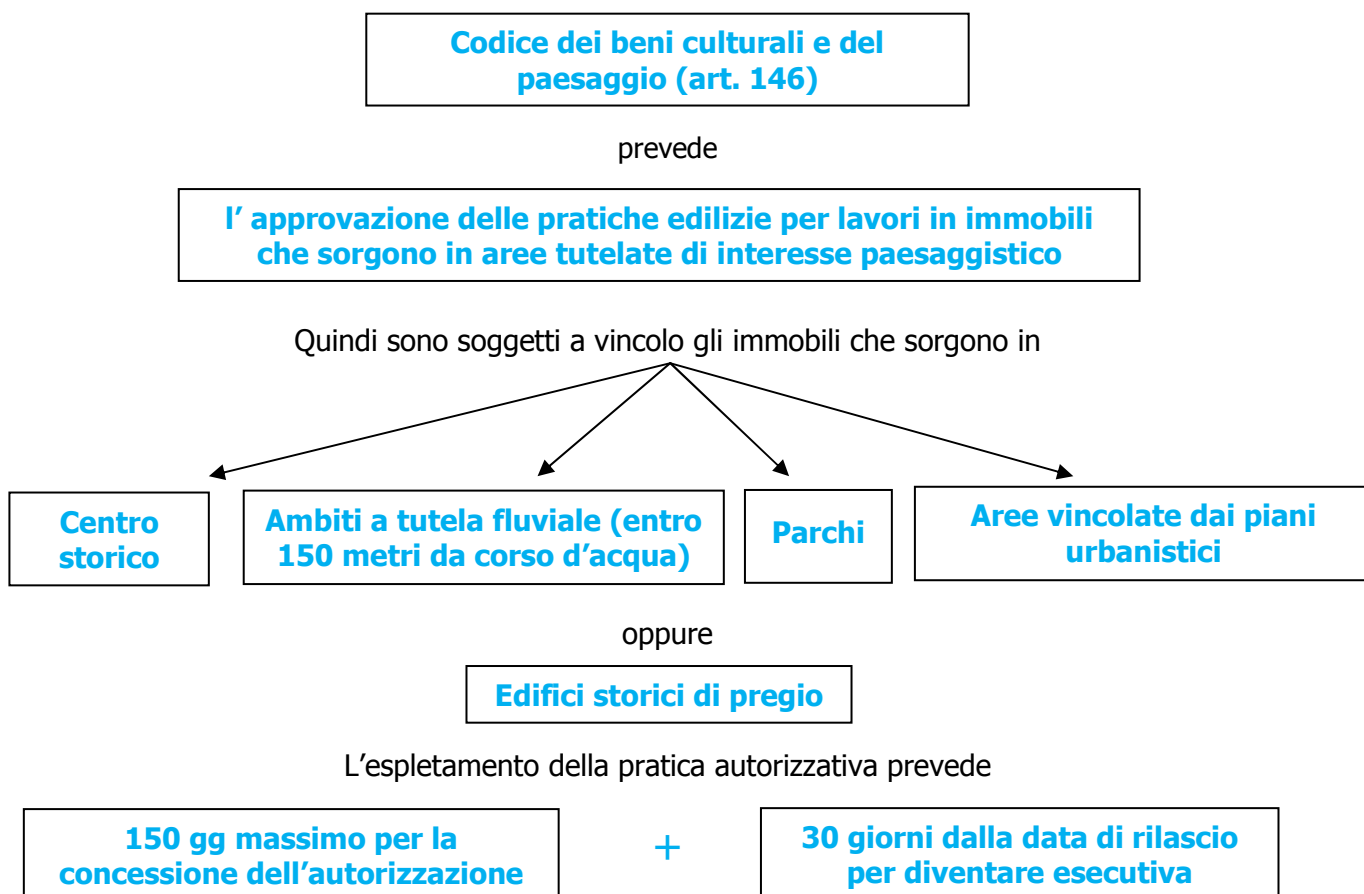 Codice dei beni culturali e del
paesaggio (art. 146)
prevede
l’ approvazione delle pratiche edilizie per lavori in immobili
che sorgono in aree tutelate di interesse paesaggistico
Quindi sono soggetti a vincolo gli immobili che sorgono in
Centro
storico
Ambiti a tutela fluviale (entro
150 metri da corso d’acqua)
Parchi
Aree vincolate dai piani
urbanistici
oppure
Edifici storici di pregio
L’espletamento della pratica autorizzativa prevede
150 gg massimo per la
concessione dell’autorizzazione
+
30 giorni dalla data di rilascio
per diventare esecutiva